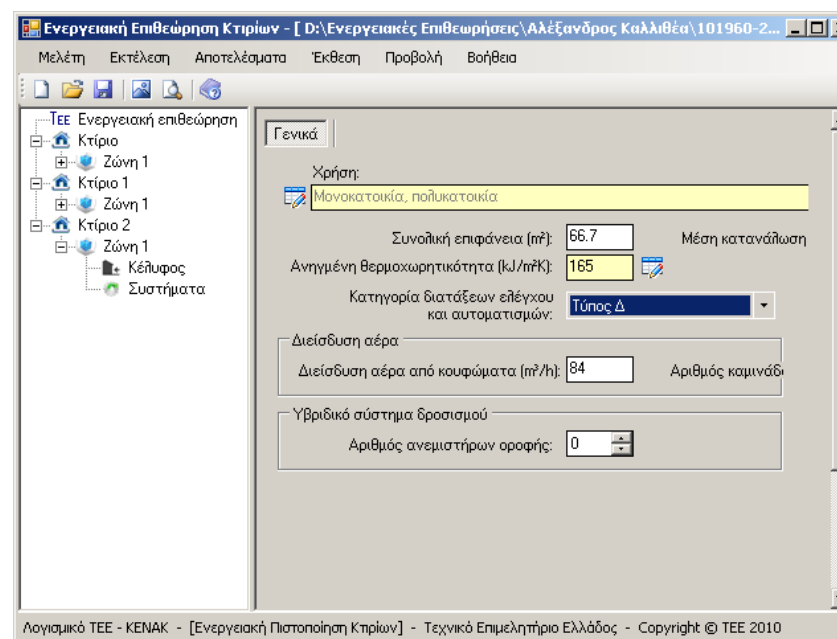 Ενεργειακή Επιθεώρηση Κτιρίων - [ D:\Ενεργειακές Επιθεωρήσεις\Αλέξανδρος Καλλιθέα\101960-2...
Μελέτη Εκτέλεση Αποτελέσματα Έκθεση Προβολή Βοήθεια
ΤΕΕ Ενεργειακή επιθεώρηση
Κτίριο
Ζώνη 1
Κτίριο 1
Ζώνη 1
Κτίριο 2
Ζώνη 1
Κέλυφος
Συστήματα
Γενικά
Χρήση:
Μονοκατοικία, πολυκατοικία
Συνολική επιφάνεια (m²): 66.7 Μέση κατανάλωση
Ανηγμένη θερμοχωρητικότητα (kJ/m²K): 165
Κατηγορία διατάξεων ελέγχου
και αυτοματισμών: Τύπος Δ
Διείσδυση αέρα
Διείσδυση αέρα από κουφώματα (m³/h): 84 Αριθμός καμινάδ
Υβριδικό σύστημα δροσισμού
Αριθμός ανεμιστήρων οροφής: 0
Λογισμικό ΤΕΕ - ΚΕΝΑΚ - [Ενεργειακή Πιστοποίηση Κτιρίων] - Τεχνικό Επιμελητήριο Ελλάδος - Copyright © ΤΕΕ 2010